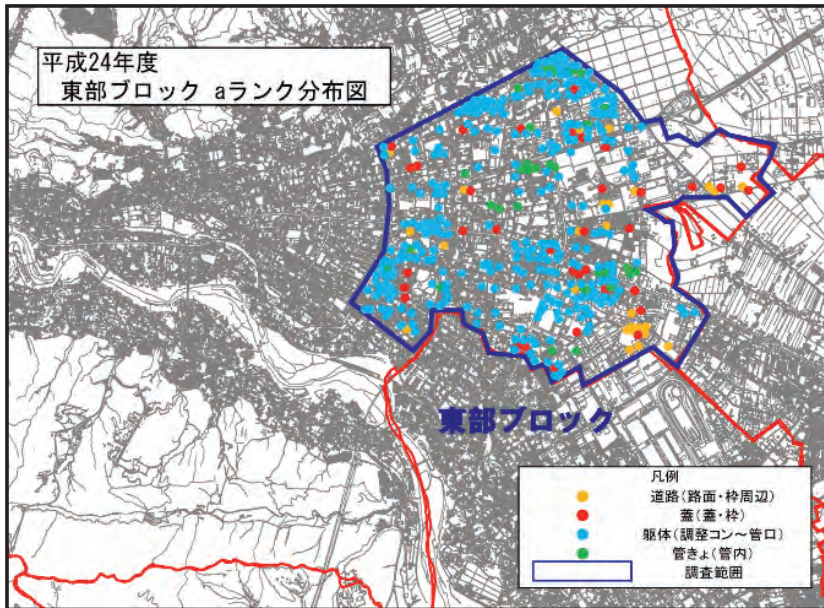 平成24年度
東部ブロック aランク分布図
東部ブロック
凡例
道路(路面・枠周辺)
蓋(蓋・枠)
躯体(調整コン～管口)
管きょ(管内)
調査範囲